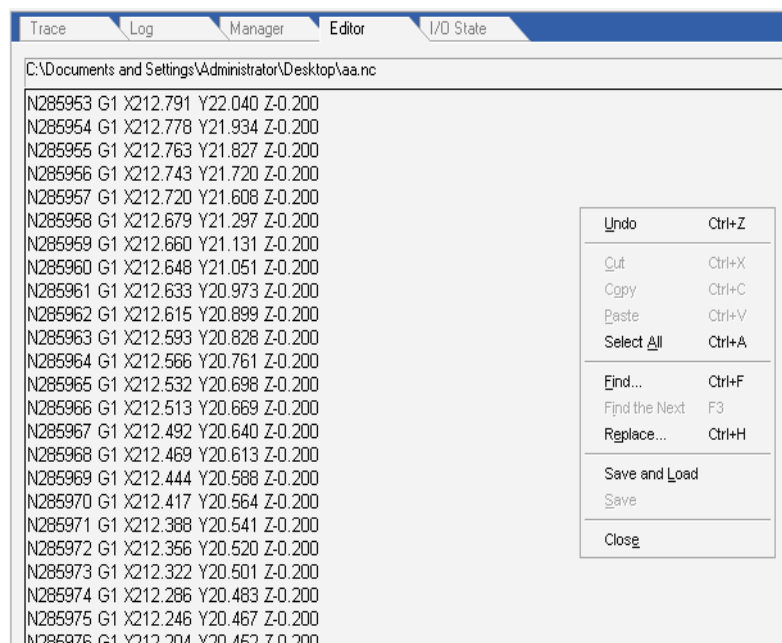 Trace Log Manager Editor I/O State
C:\Documents and Settings\Administrator\Desktop\aa.nc
N285953 G1 X212.791 Y22.040 Z-0.200
N285954 G1 X212.778 Y21.934 Z-0.200
N285955 G1 X212.763 Y21.827 Z-0.200
N285956 G1 X212.743 Y21.720 Z-0.200
N285957 G1 X212.720 Y21.608 Z-0.200
N285958 G1 X212.679 Y21.297 Z-0.200
N285959 G1 X212.660 Y21.131 Z-0.200
N285960 G1 X212.648 Y21.051 Z-0.200
N285961 G1 X212.633 Y20.973 Z-0.200
N285962 G1 X212.615 Y20.899 Z-0.200
N285963 G1 X212.593 Y20.828 Z-0.200
N285964 G1 X212.566 Y20.761 Z-0.200
N285965 G1 X212.532 Y20.698 Z-0.200
N285966 G1 X212.513 Y20.669 Z-0.200
N285967 G1 X212.492 Y20.640 Z-0.200
N285968 G1 X212.469 Y20.613 Z-0.200
N285969 G1 X212.444 Y20.588 Z-0.200
N285970 G1 X212.417 Y20.564 Z-0.200
N285971 G1 X212.388 Y20.541 Z-0.200
N285972 G1 X212.356 Y20.520 Z-0.200
N285973 G1 X212.322 Y20.501 Z-0.200
N285974 G1 X212.286 Y20.483 Z-0.200
N285975 G1 X212.246 Y20.467 Z-0.200
N285976 G1 X212.204 Y20.452 Z-0.200
Undo Ctrl+Z
Cut Ctrl+X
Copy Ctrl+C
Paste Ctrl+V
Select All Ctrl+A
Find... Ctrl+F
Find the Next F3
Replace... Ctrl+H
Save and Load
Save
Close